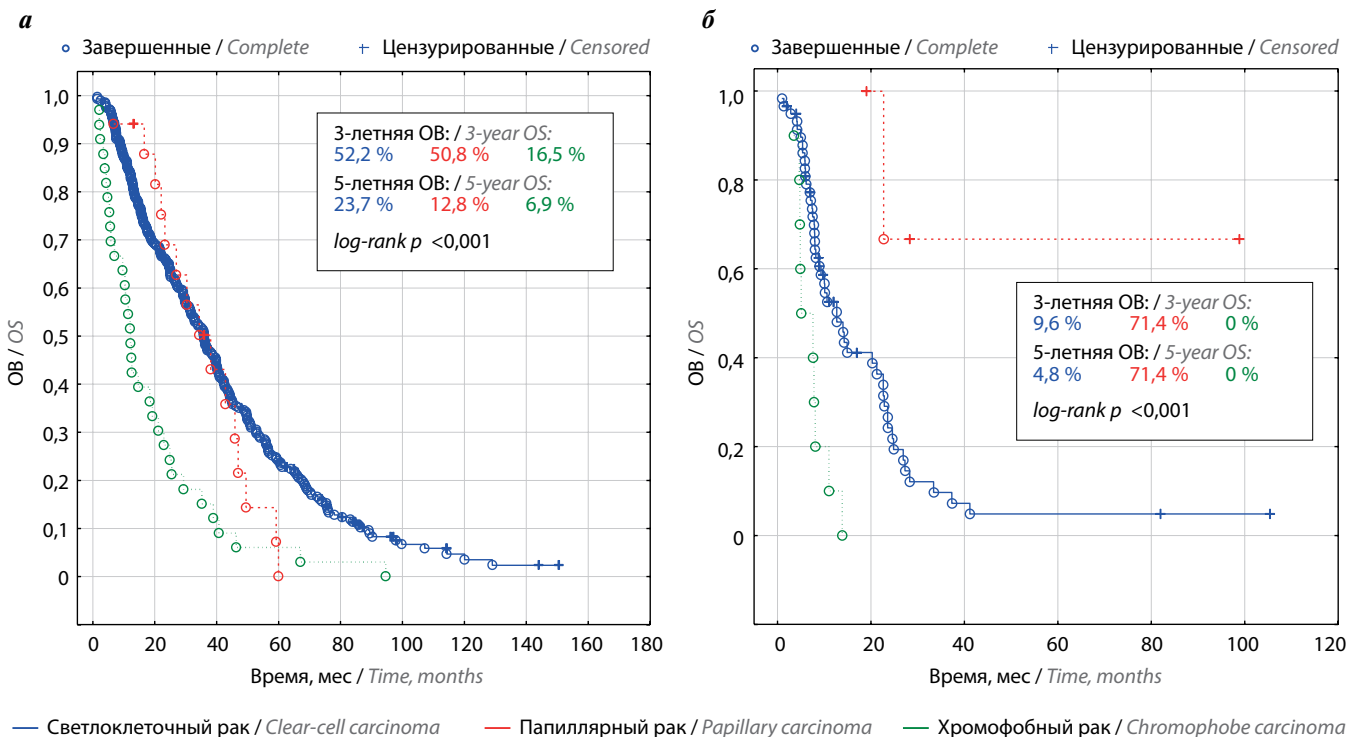 а
Завершенные / Complete
Цензурированные / Censored
1,0
0,9
0,8
0,7
0,6
0,5
0,4
0,3
0,2
0,1
0
ОВ / OS
3-летняя ОВ: / 3-year OS:
52,2 % 50,8 % 16,5 %
5-летняя ОВ: / 5-year OS:
23,7 % 12,8 % 6,9 %
log-rank p <0,001
0 20 40 60 80 100 120 140 160 180
Время, мес / Time, months
б
Завершенные / Complete
Цензурированные / Censored
1,0
0,8
0,6
0,4
0,2
0
ОВ / OS
3-летняя ОВ: / 3-year OS:
9,6 % 71,4 % 0 %
5-летняя ОВ: / 5-year OS:
4,8 % 71,4 % 0 %
log-rank p <0,001
0 20 40 60 80 100 120
Время, мес / Time, months
Светлоклеточный рак / Clear-cell carcinoma
Папиллярный рак / Papillary carcinoma
Хромофобный рак / Chromophobe carcinoma